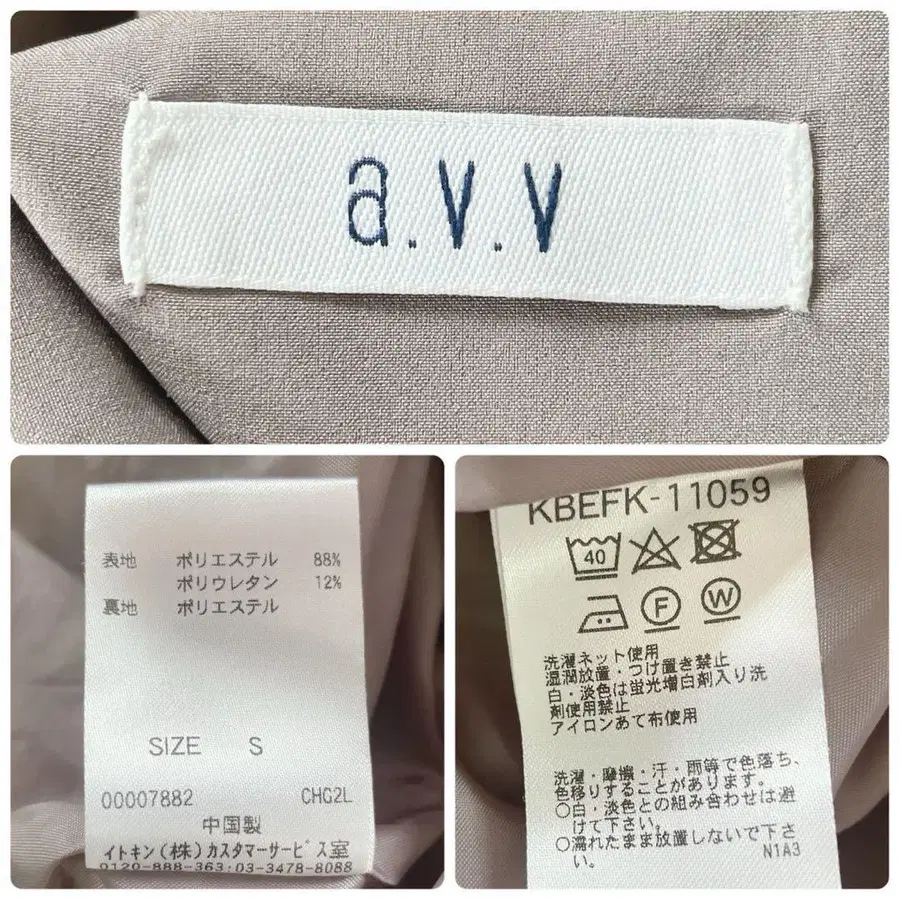 a.v.v
表地 ポリエステル 88%
ポリウレタン 12%
裏地 ポリエステル
SIZE S
00007882 CHG2L
中国製
イトキン(株)カスタマーサービス室
0120-888-363:03-3478-8088
KBEFK-11059
40
F W
洗濯ネット使用
湿潤放置・つけ置き禁止
白・淡色は蛍光増白剤入り洗
剤使用禁止
アイロンあて布使用
洗濯・摩擦・汗・雨等で色落ち、
色移りすることがあります。
○白・淡色との組み合わせは避
けて下さい。
○濡れたまま放置しないで下さ
い。 N1A3